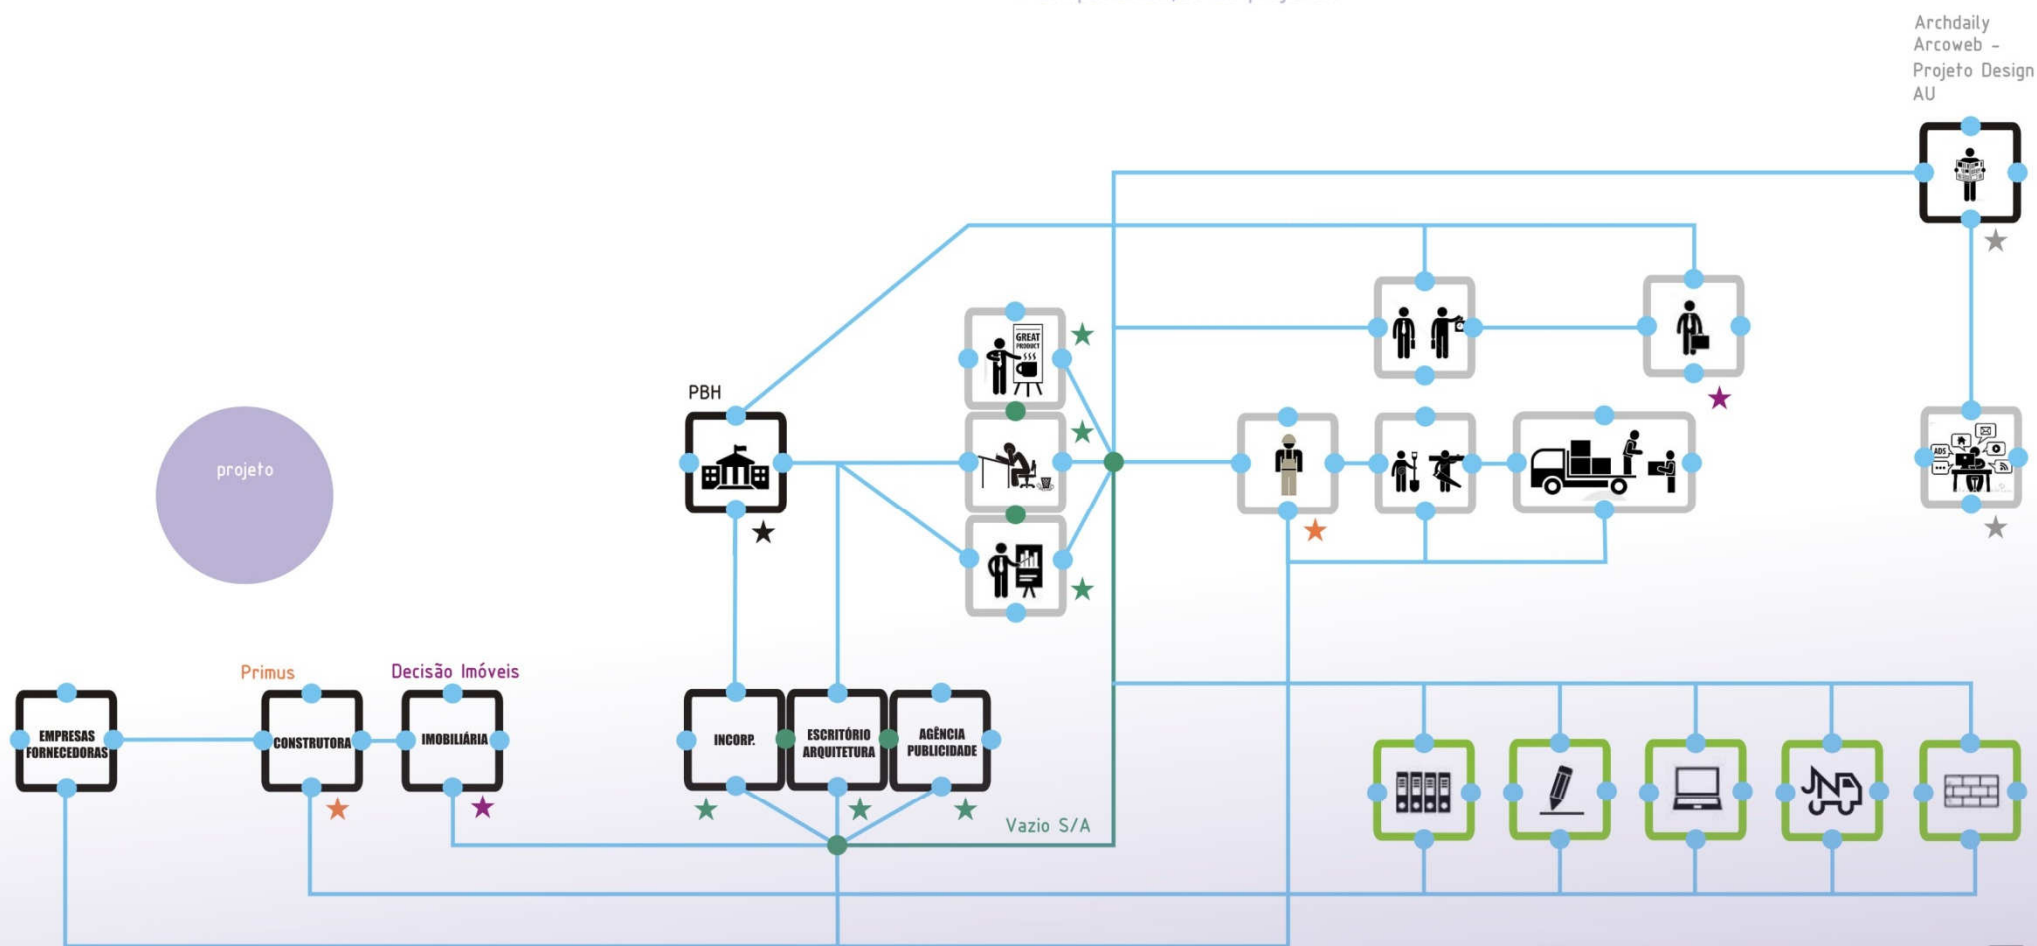 Archdaily
Arcoweb -
Projeto Design
AU
GREAT
PRODUCT
PBH
projeto
ADS
Primus
Decisão Imóveis
EMPRESAS
FORNECEDORAS
CONSTRUTORA
IMOBILIÁRIA
INCORP.
ESCRITÓRIO
ARQUITETURA
AGÊNCIA
PUBLICIDADE
Vazio S/A